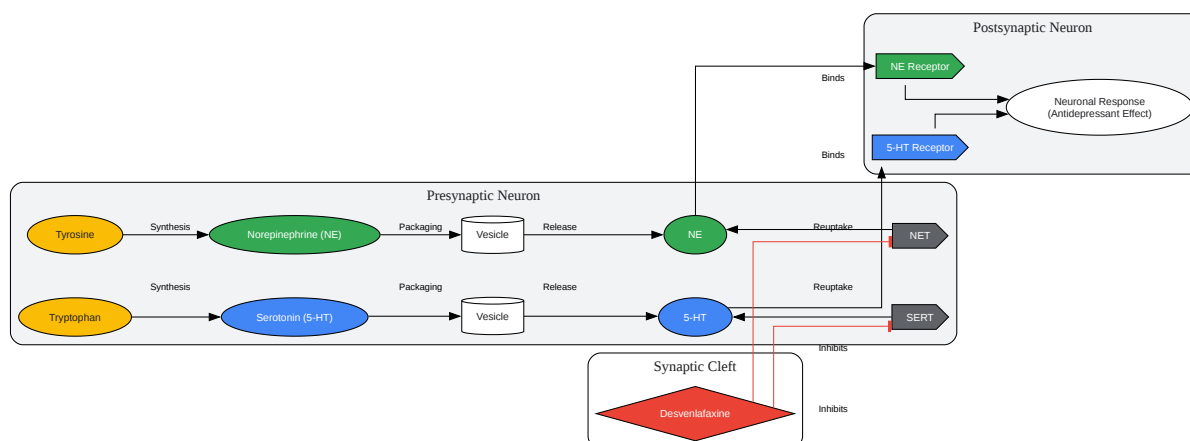 Postsynaptic Neuron
NE Receptor
Binds
Neuronal Response
(Antidepressant Effect)
5-HT Receptor
Binds
Presynaptic Neuron
Tyrosine
Synthesis
Norepinephrine (NE)
Packaging
Vesicle
Release
NE
Reuptake
NET
Tryptophan
Synthesis
Serotonin (5-HT)
Packaging
Vesicle
Release
5-HT
Reuptake
SERT
Inhibits
Synaptic Cleft
Desvenlafaxine
Inhibits